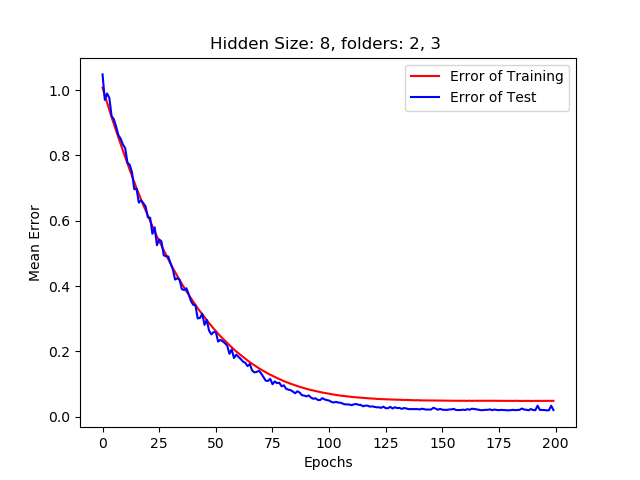 Hidden Size: 8, folders: 2, 3
Error of Training
Error of Test
Mean Error
1.0
0.8
0.6
0.4
0.2
0.0
0 25 50 75 100 125 150 175 200
Epochs